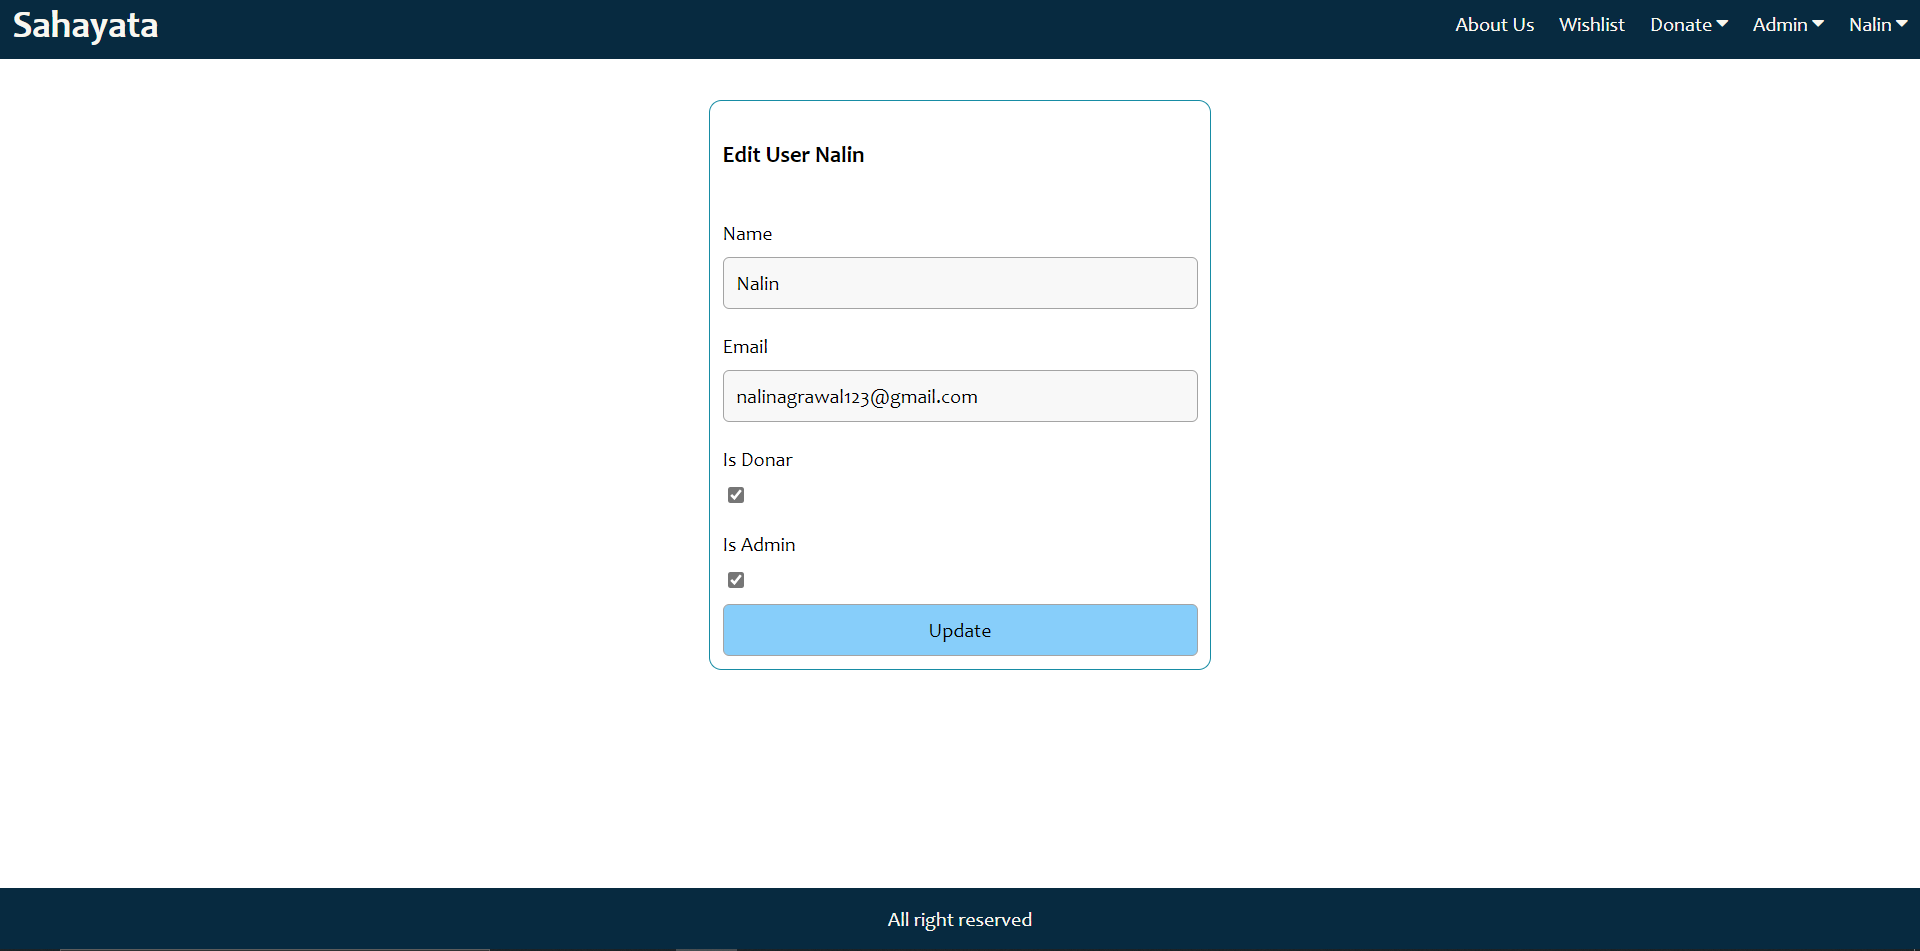 Sahayata
About Us Wishlist Donate Admin Nalin
Edit User Nalin
Name
Nalin
Email
nalinagrawal123@gmail.com
Is Donar
Is Admin
Update
All right reserved